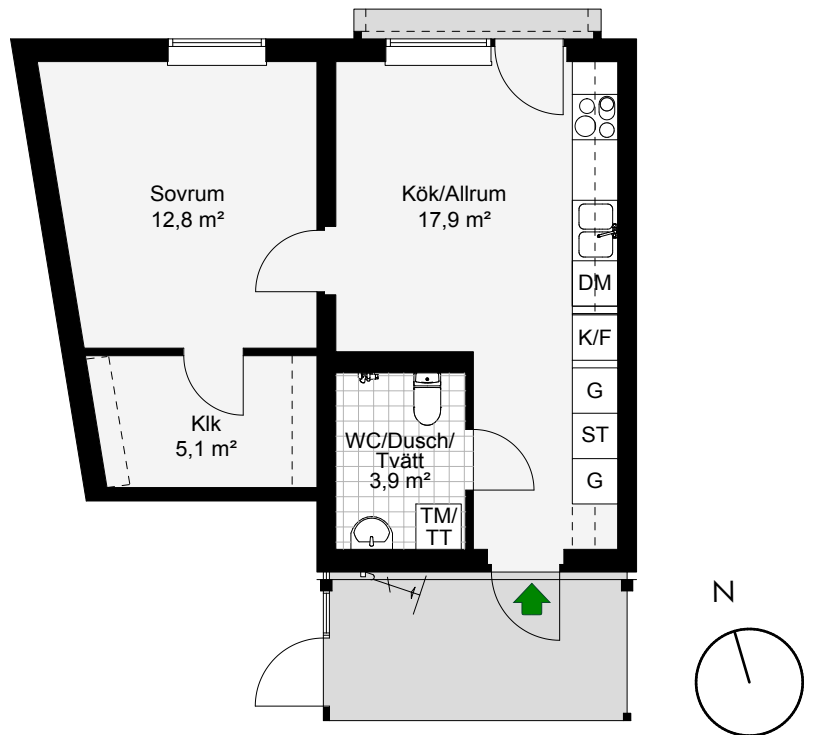 Sovrum
12,8 m²
Kök/Allrum
17,9 m²
DM
K/F
G
ST
G
Klk
5,1 m²
WC/Dusch/
Tvätt
3,9 m²
TM/
TT
N